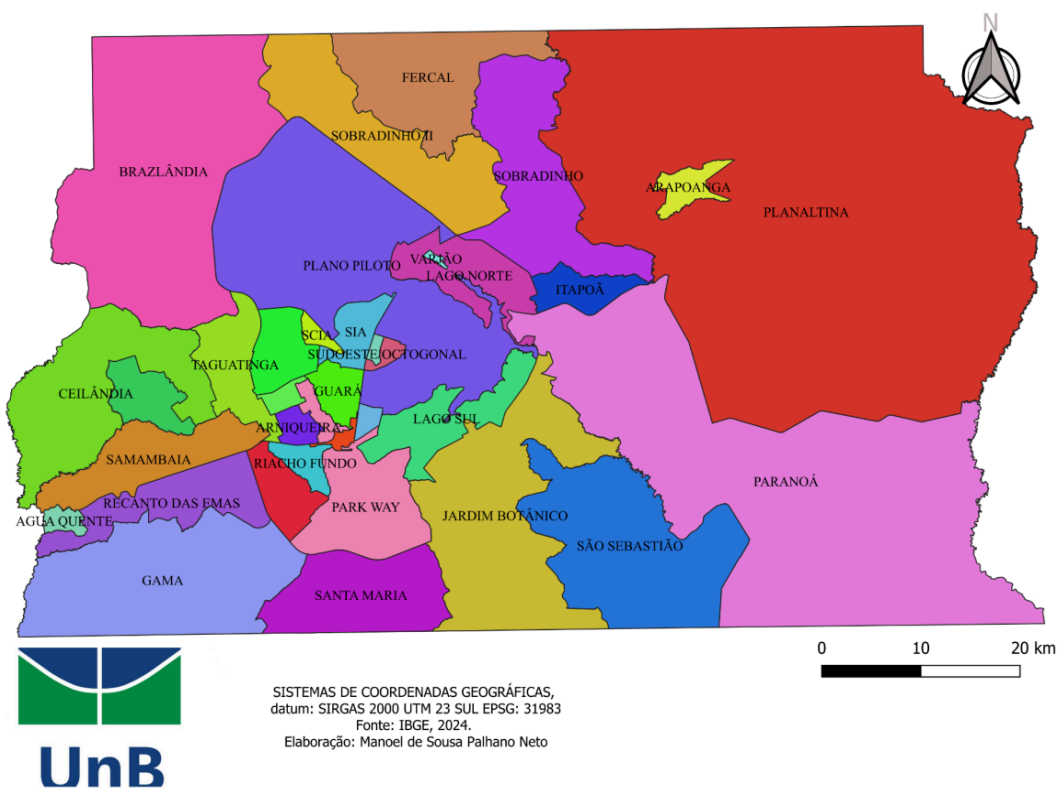 N
FERCAL
SOBRADINHO II
BRAZLÂNDIA
SOBRADINHO
ARAPOANGA
PLANALTINA
VARJÃO
PLANO PILOTO
LAGO NORTE
ITAPOÃ
SCIA
SIA
SUDOESTE/OCTOGONAL
TAGUATINGA
CEILÂNDIA
GUARÁ
LAGO SUL
ARNIQUEIRA
SAMAMBAIA
RIACHO FUNDO
PARANOÁ
RECANTO DAS EMAS
PARK WAY
AGUA QUENTE
JARDIM BOTÂNICO
SÃO SEBASTIÃO
GAMA
SANTA MARIA
0 10 20 km
SISTEMAS DE COORDENADAS GEOGRÁFICAS,
datum: SIRGAS 2000 UTM 23 SUL EPSG: 31983
Fonte: IBGE, 2024.
Elaboração: Manoel de Sousa Palhano Neto
UnB